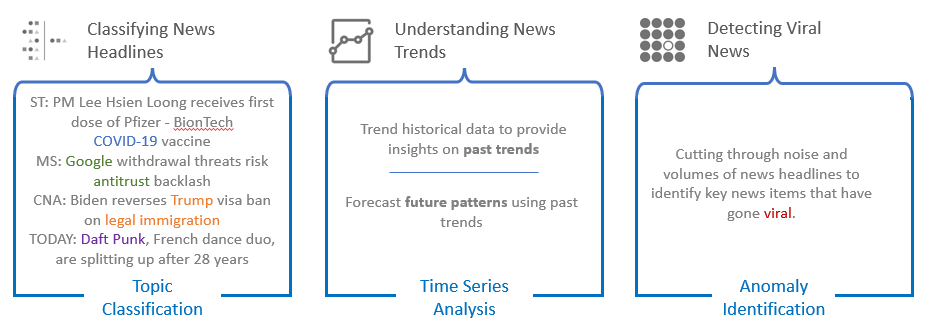 Classifying News
Headlines
ST: PM Lee Hsien Loong receives first
dose of Pfizer - BionTech
COVID-19 vaccine
MS: Google withdrawal threats risk
antitrust backlash
CNA: Biden reverses Trump visa ban
on legal immigration
TODAY: Daft Punk, French dance duo,
are splitting up after 28 years
Topic
Classification
Understanding News
Trends
Trend historical data to provide
insights on past trends
Forecast future patterns using past
trends
Time Series
Analysis
Detecting Viral
News
Cutting through noise and
volumes of news headlines to
identify key news items that have
gone viral.
Anomaly
Identification